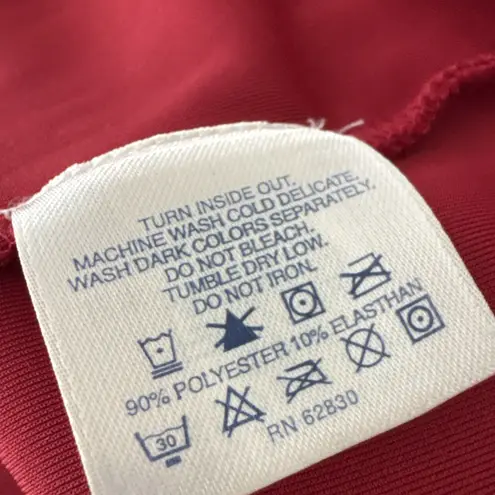 TURN INSIDE OUT.
MACHINE WASH COLD DELICATE.
WASH DARK COLORS SEPARATELY.
DO NOT BLEACH.
TUMBLE DRY LOW.
DO NOT IRON.
90% POLYESTER 10% ELASTHAN
30
RN 62830